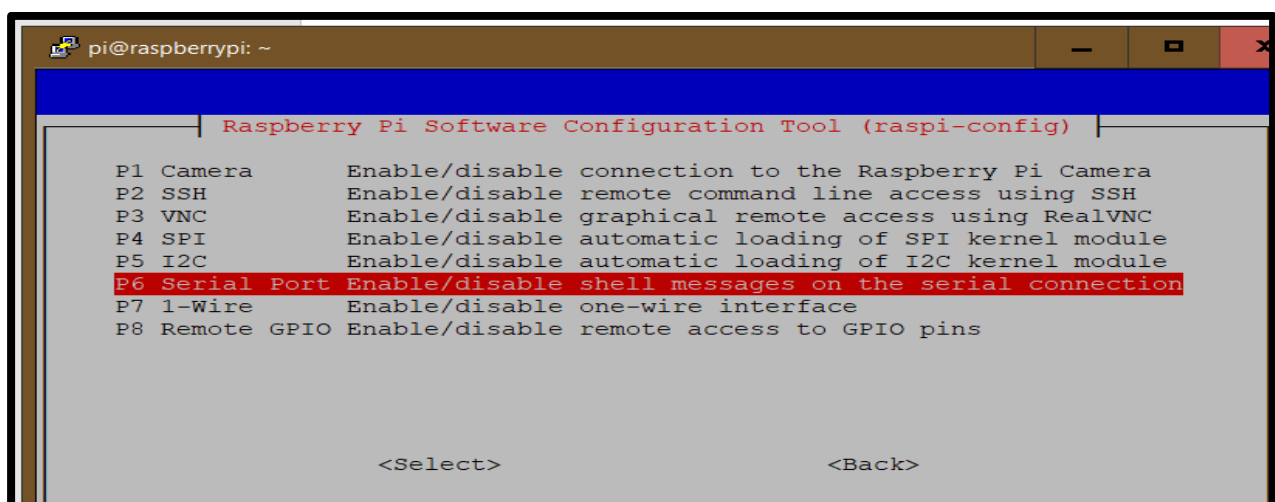 pi@raspberrypi: ~
Raspberry Pi Software Configuration Tool (raspi-config)
P1 Camera Enable/disable connection to the Raspberry Pi Camera
P2 SSH Enable/disable remote command line access using SSH
P3 VNC Enable/disable graphical remote access using RealVNC
P4 SPI Enable/disable automatic loading of SPI kernel module
P5 I2C Enable/disable automatic loading of I2C kernel module
P6 Serial Port Enable/disable shell messages on the serial connection
P7 1-Wire Enable/disable one-wire interface
P8 Remote GPIO Enable/disable remote access to GPIO pins
<Select> <Back>